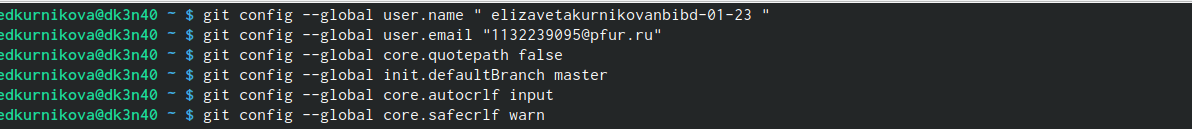 edkurnikova@dk3n40 ~ $ git config --global user.name " elizavetakurnikovanbibd-01-23 "
edkurnikova@dk3n40 ~ $ git config --global user.email "1132239095@pfur.ru"
edkurnikova@dk3n40 ~ $ git config --global core.quotepath false
edkurnikova@dk3n40 ~ $ git config --global init.defaultBranch master
edkurnikova@dk3n40 ~ $ git config --global core.autocrlf input
edkurnikova@dk3n40 ~ $ git config --global core.safecrlf warn